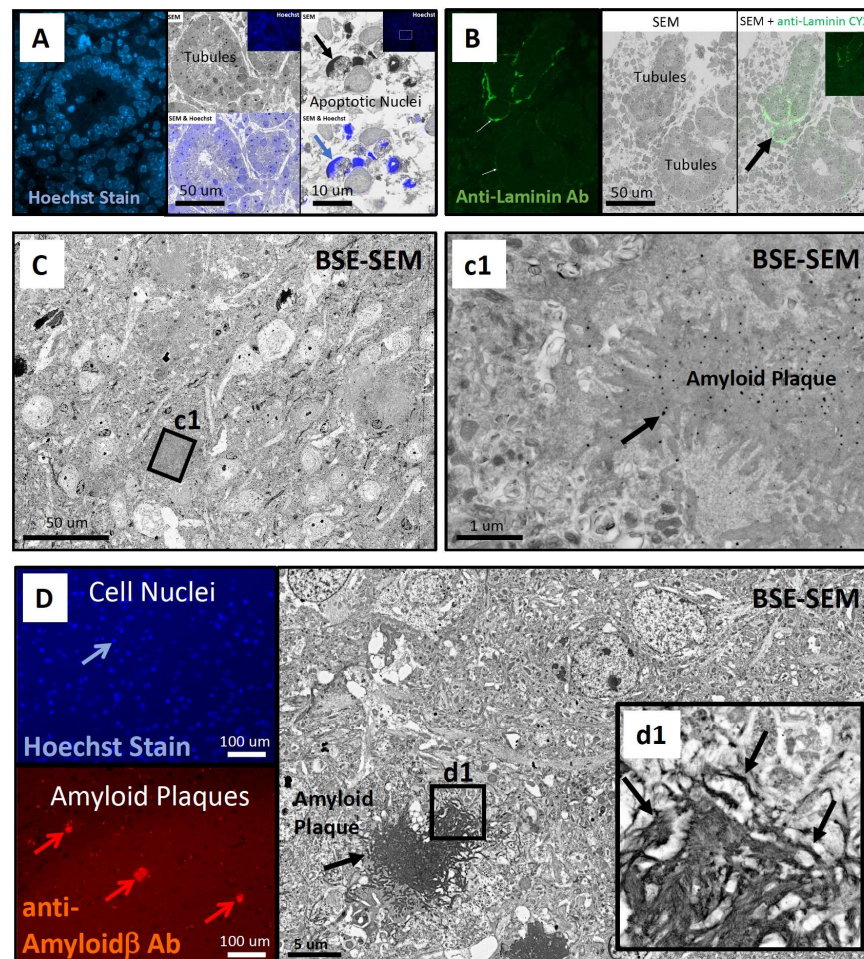 A
Hoechst Stain
SEM
Hoechst
Tubules
SEM & Hoechst
50 um
SEM
Hoechst
Apoptotic Nuclei
SEM & Hoechst
10 um
B
Anti-Laminin Ab
SEM
Tubules
Tubules
50 um
SEM + anti-Laminin CY
C
BSE-SEM
c1
50 um
c1
BSE-SEM
Amyloid Plaque
1 um
D
Cell Nuclei
Hoechst Stain
100 um
Amyloid Plaques
anti-
Amyloidβ Ab
100 um
BSE-SEM
d1
Amyloid
Plaque
5 um
d1